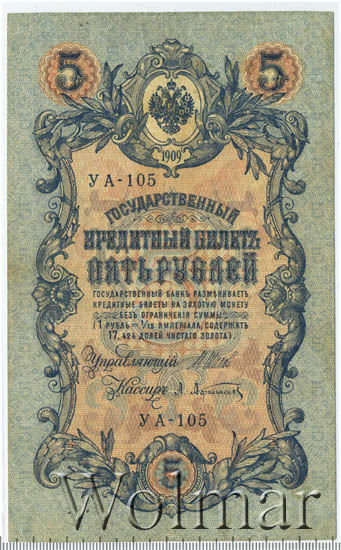 5 5
1909
УА-105
ГОСУДАРСТВЕННЫЙ
КРЕДИТНЫЙ БИЛЕТЪ
ПЯТЬ РУБЛЕЙ
ГОСУДАРСТВЕННЫЙ БАНКЪ РАЗМѢНИВАЕТЪ
КРЕДИТНЫЕ БИЛЕТЫ НА ЗОЛОТУЮ МОНЕТУ
БЕЗЪ ОГРАНИЧЕНІЯ СУММЫ
(1 РУБЛЬ = 1/15 ИМПЕРІАЛА, СОДЕРЖИТЪ
17,424 ДОЛЕЙ ЧИСТАГО ЗОЛОТА).
Управляющій
Кассиръ
УА-105
5
Wolmar